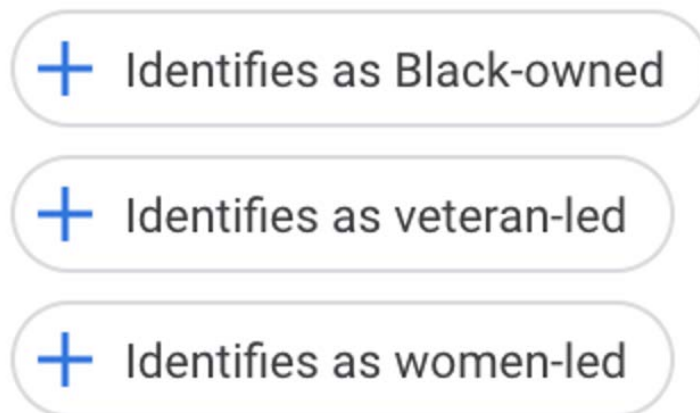 Identifies as Black-owned
Identifies as veteran-led
Identifies as women-led